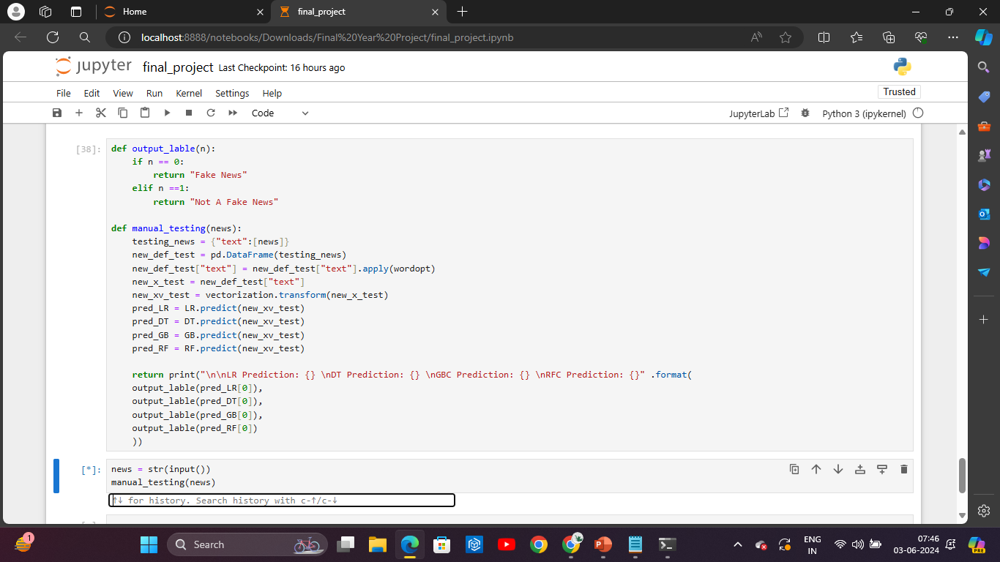 Home
final_project
localhost:8888/notebooks/Downloads/Final%20Year%20Project/final_project.ipynb
jupyter final_project Last Checkpoint: 16 hours ago
File Edit View Run Kernel Settings Help
Trusted
Code
JupyterLab
Python 3 (ipykernel)
[38]:
def output_lable(n):
    if n == 0:
        return "Fake News"
    elif n ==1:
        return "Not A Fake News"
def manual_testing(news):
    testing_news = {"text":[news]}
    new_def_test = pd.DataFrame(testing_news)
    new_def_test["text"] = new_def_test["text"].apply(wordopt)
    new_x_test = new_def_test["text"]
    new_xv_test = vectorization.transform(new_x_test)
    pred_LR = LR.predict(new_xv_test)
    pred_DT = DT.predict(new_xv_test)
    pred_GB = GB.predict(new_xv_test)
    pred_RF = RF.predict(new_xv_test)
    return print("\n\nLR Prediction: {} \nDT Prediction: {} \nGBC Prediction: {} \nRFC Prediction: {}" .format(
    output_lable(pred_LR[0]),
    output_lable(pred_DT[0]),
    output_lable(pred_GB[0]),
    output_lable(pred_RF[0])
    ))
[*]:
news = str(input())
manual_testing(news)
↑↓ for history. Search history with c-↑/c-↓
1
Search
ENG
IN
07:46
03-06-2024
PRE